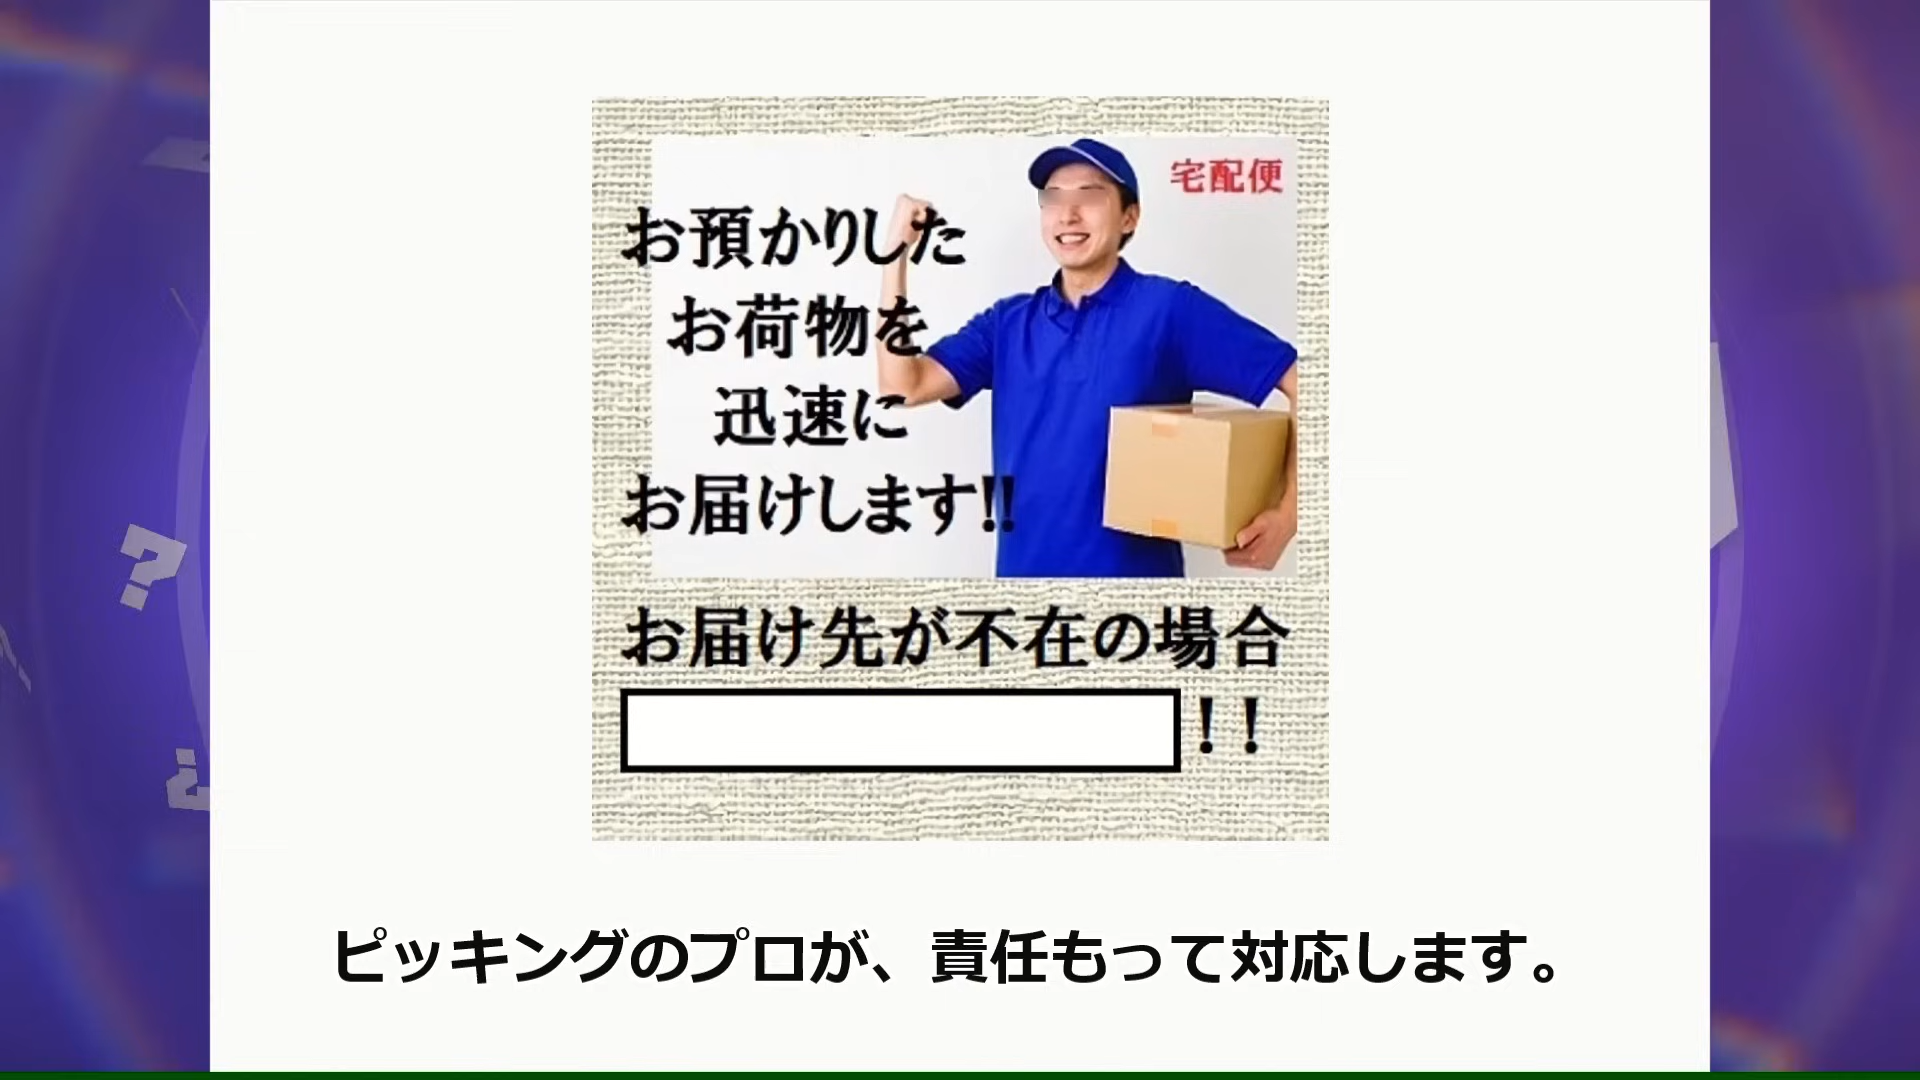 宅配便
お預かりした
お荷物を
迅速に
お届けします!!
お届け先が不在の場合
!!
ピッキングのプロが、責任もって対応します。